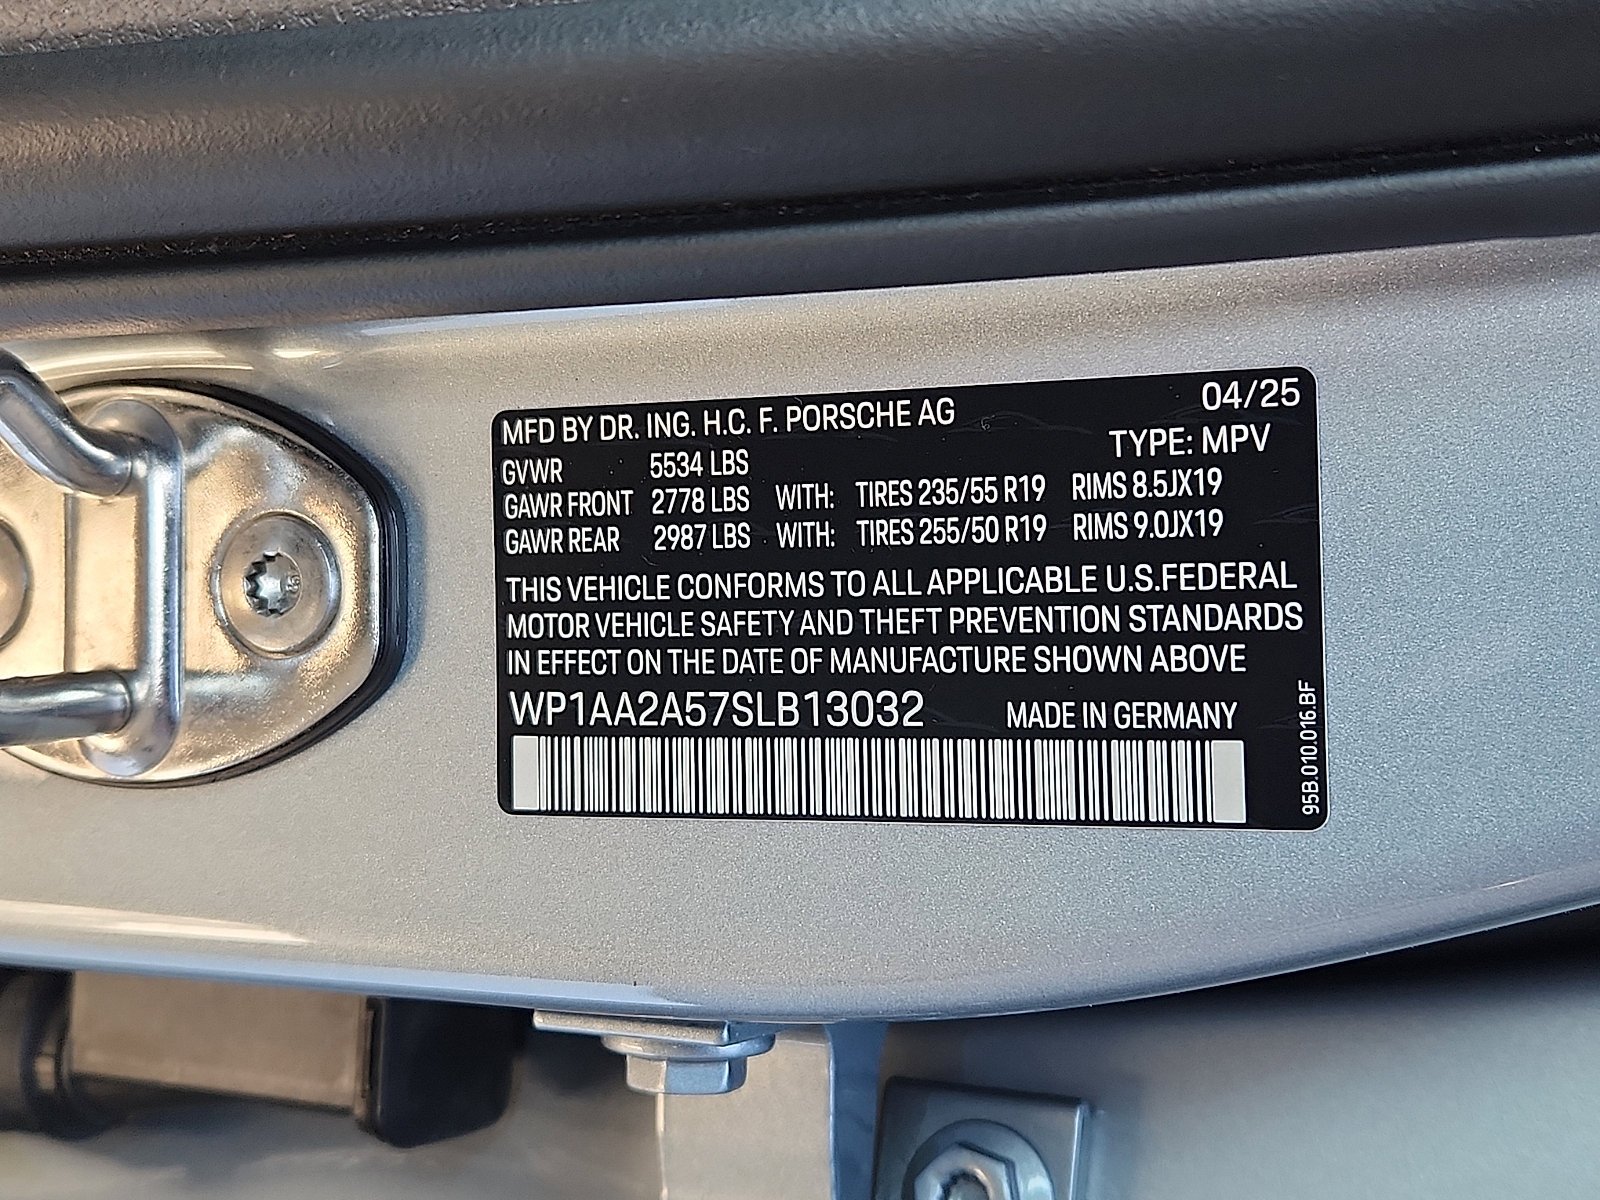 MFD BY DR. ING. H.C. F. PORSCHE AG 04/25
TYPE: MPV
GVWR 5534 LBS
GAWR FRONT 2778 LBS WITH: TIRES 235/55 R19 RIMS 8.5JX19
GAWR REAR 2987 LBS WITH: TIRES 255/50 R19 RIMS 9.0JX19
THIS VEHICLE CONFORMS TO ALL APPLICABLE U.S.FEDERAL
MOTOR VEHICLE SAFETY AND THEFT PREVENTION STANDARDS
IN EFFECT ON THE DATE OF MANUFACTURE SHOWN ABOVE
WP1AA2A57SLB13032 MADE IN GERMANY
95B.010.016.BF